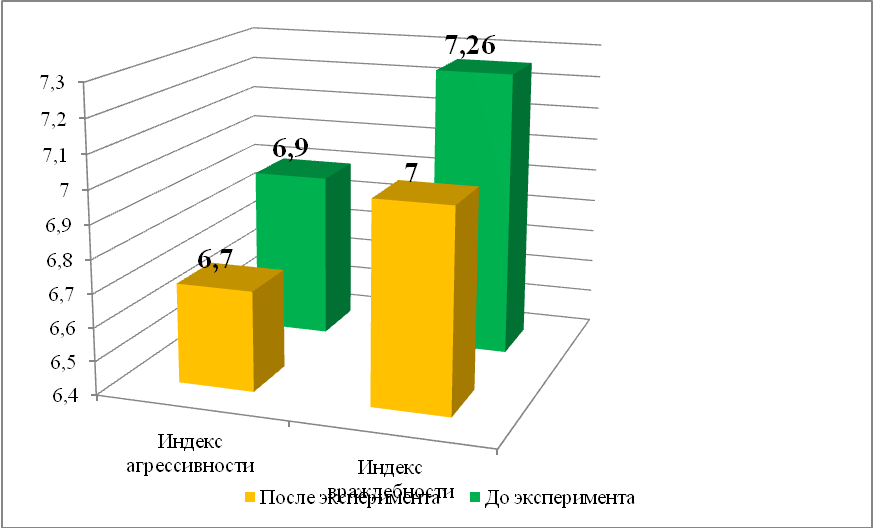 7,26
6,9
7
6,7
7,3
7,2
7,1
7
6,9
6,8
6,7
6,6
6,5
6,4
Индекс
агрессивности
Индекс
враждебности
После эксперимента
До эксперимента